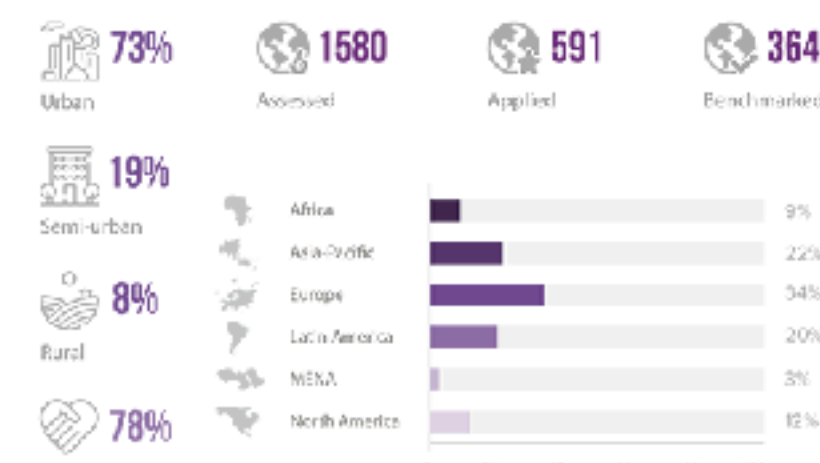 73%
Urban
1580
Assessed
591
Applied
364
Benchmarked
19%
Semi-urban
8%
Rural
78%
Africa 9%
Asia-Pacific 22%
Europe 34%
Latin America 20%
MENA 3%
North America 12%